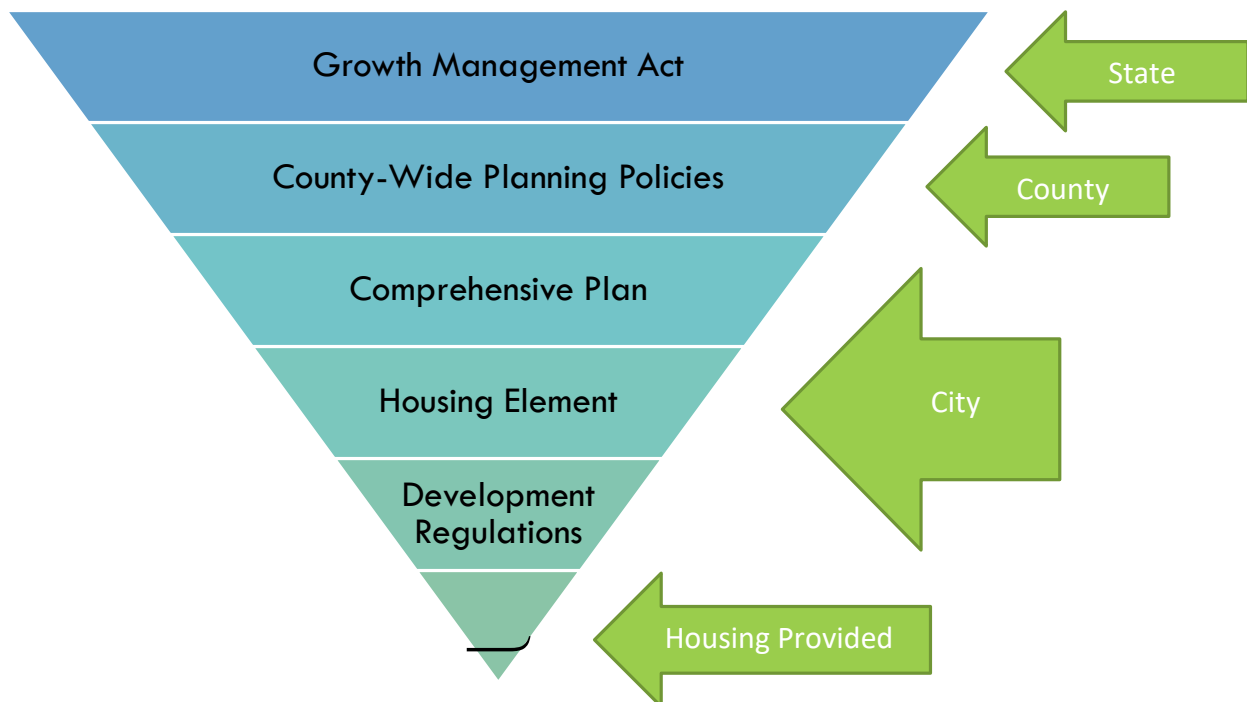 Growth Management Act
State
County-Wide Planning Policies
County
Comprehensive Plan
Housing Element
City
Development
Regulations
Housing Provided